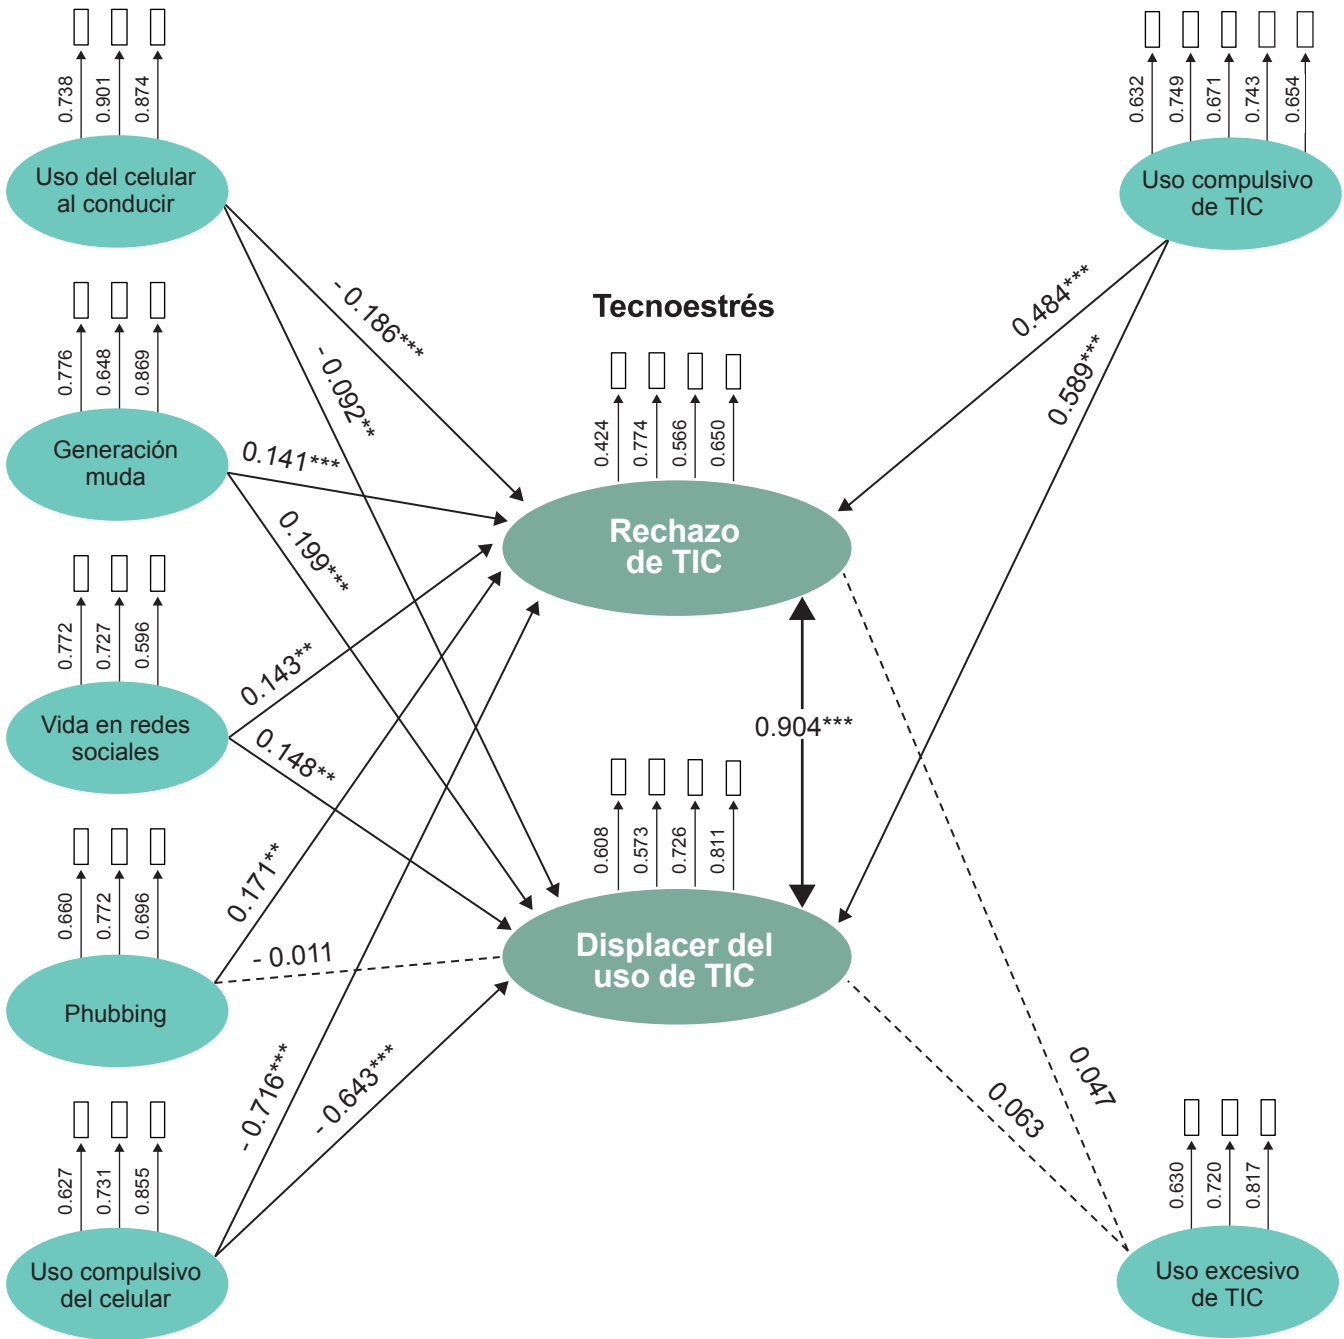 0.738
0.901
0.874
Uso del celular
al conducir
0.632
0.749
0.671
0.743
0.654
Uso compulsivo
de TIC
- 0.186***
- 0.092**
0.484***
0.589***
Tecnoestrés
0.776
0.648
0.869
Generación
muda
0.141***
0.199***
0.424
0.774
0.566
0.650
Rechazo
de TIC
0.772
0.727
0.596
Vida en redes
sociales
0.143**
0.148**
0.904***
0.608
0.573
0.726
0.811
Displacer del
uso de TIC
0.660
0.772
0.696
Phubbing
0.171**
- 0.011
0.627
0.731
0.855
Uso compulsivo
del celular
- 0.716***
- 0.643***
0.047
0.063
0.630
0.720
0.817
Uso excesivo
de TIC